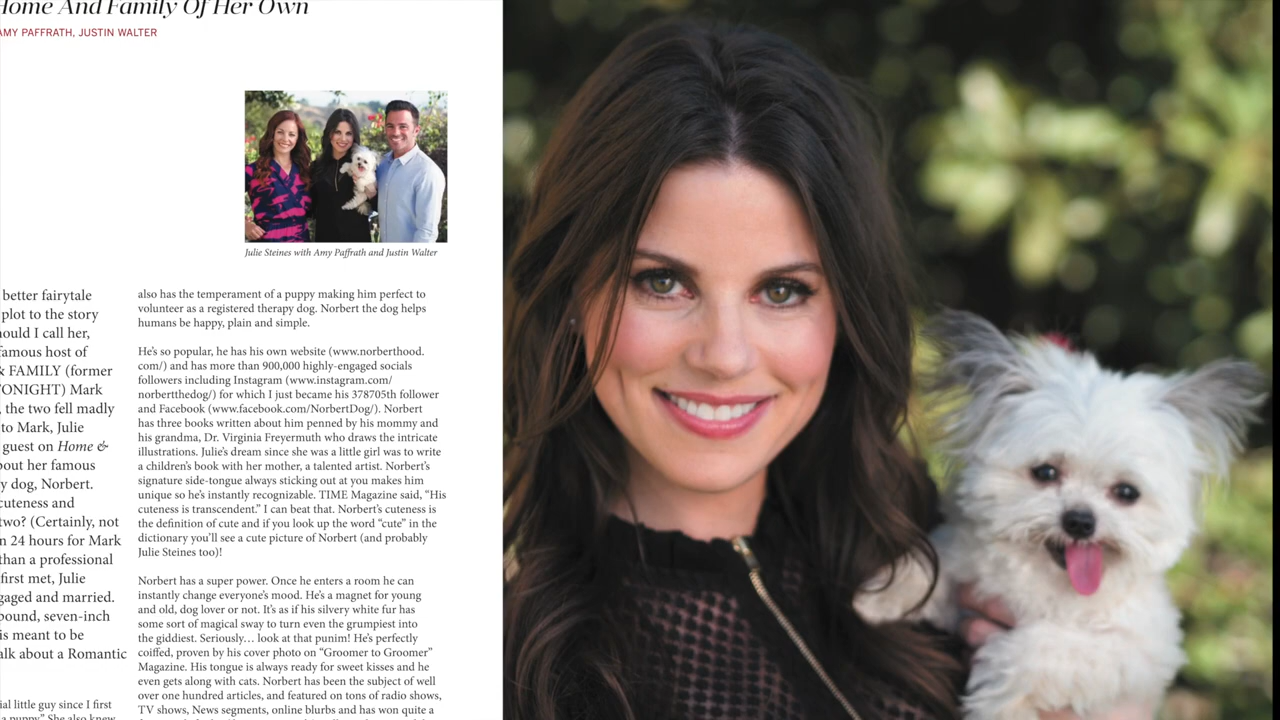 Home And Family Of Her Own
AMY PAFFRATH, JUSTIN WALTER
Julie Steines with Amy Paffrath and Justin Walter
better fairytale
plot to the story
hould I call her,
famous host of
& FAMILY (former
TONIGHT) Mark
, the two fell madly
to Mark, Julie
guest on Home &
bout her famous
y dog, Norbert.
cuteness and
two? (Certainly, not
n 24 hours for Mark
than a professional
first met, Julie
gaged and married.
pound, seven-inch
is meant to be
alk about a Romantic
ial little guy since I first
a puppy.” She also knew
also has the temperament of a puppy making him perfect to
volunteer as a registered therapy dog. Norbert the dog helps
humans be happy, plain and simple.
He’s so popular, he has his own website (www.norberthood.
com/) and has more than 900,000 highly-engaged socials
followers including Instagram (www.instagram.com/
norbertthedog/) for which I just became his 378705th follower
and Facebook (www.facebook.com/NorbertDog/). Norbert
has three books written about him penned by his mommy and
his grandma, Dr. Virginia Freyermuth who draws the intricate
illustrations. Julie’s dream since she was a little girl was to write
a children’s book with her mother, a talented artist. Norbert’s
signature side-tongue always sticking out at you makes him
unique so he’s instantly recognizable. TIME Magazine said, “His
cuteness is transcendent.” I can beat that. Norbert’s cuteness is
the definition of cute and if you look up the word “cute” in the
dictionary you’ll see a cute picture of Norbert (and probably
Julie Steines too)!
Norbert has a super power. Once he enters a room he can
instantly change everyone’s mood. He’s a magnet for young
and old, dog lover or not. It’s as if his silvery white fur has
some sort of magical sway to turn even the grumpiest into
the giddiest. Seriously… look at that punim! He’s perfectly
coiffed, proven by his cover photo on “Groomer to Groomer”
Magazine. His tongue is always ready for sweet kisses and he
even gets along with cats. Norbert has been the subject of well
over one hundred articles, and featured on tons of radio shows,
TV shows, News segments, online blurbs and has won quite a